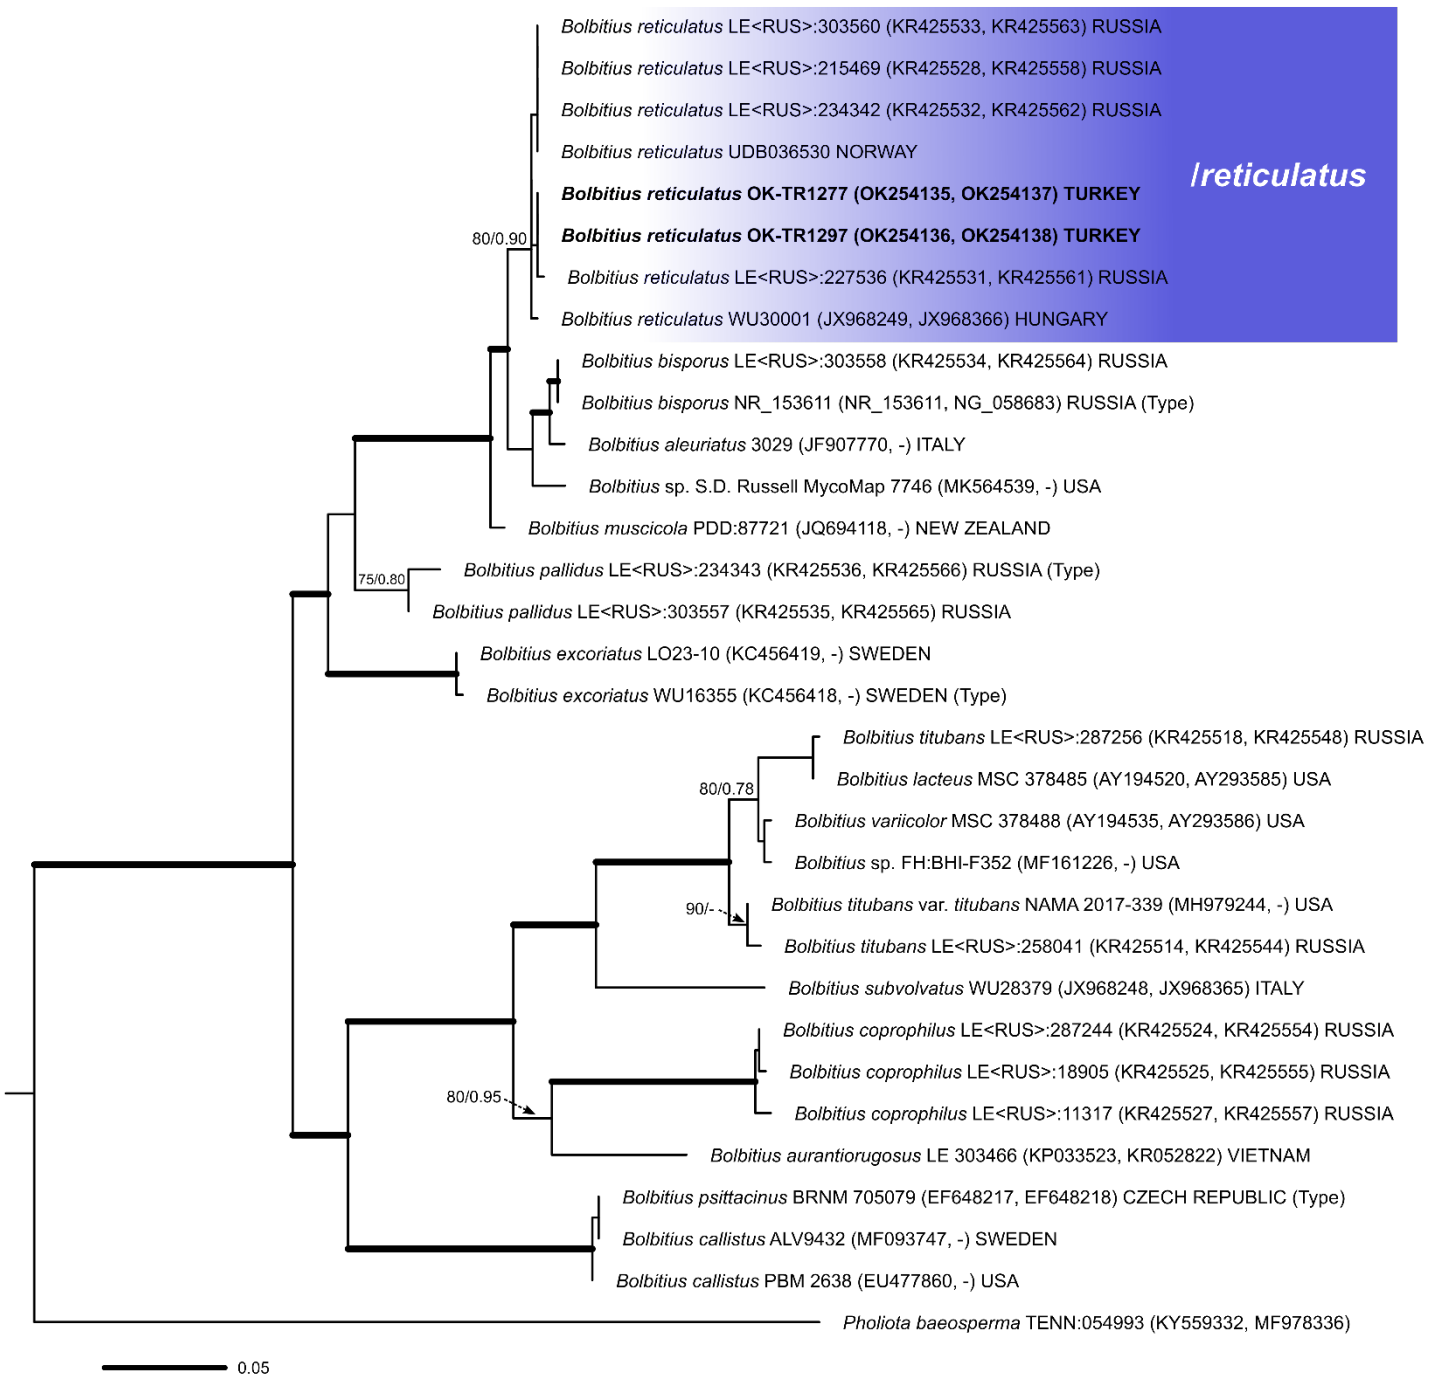 Bolbitius reticulatus LE<RUS>:303560 (KR425533, KR425563) RUSSIA
Bolbitius reticulatus LE<RUS>:215469 (KR425528, KR425558) RUSSIA
Bolbitius reticulatus LE<RUS>:234342 (KR425532, KR425562) RUSSIA
Bolbitius reticulatus UDB036530 NORWAY
/reticulatus
Bolbitius reticulatus OK-TR1277 (OK254135, OK254137) TURKEY
Bolbitius reticulatus OK-TR1297 (OK254136, OK254138) TURKEY
80/0.90
Bolbitius reticulatus LE<RUS>:227536 (KR425531, KR425561) RUSSIA
Bolbitius reticulatus WU30001 (JX968249, JX968366) HUNGARY
Bolbitius bisporus LE<RUS>:303558 (KR425534, KR425564) RUSSIA
Bolbitius bisporus NR_153611 (NR_153611, NG_058683) RUSSIA (Type)
Bolbitius aleuriatus 3029 (JF907770, -) ITALY
Bolbitius sp. S.D. Russell MycoMap 7746 (MK564539, -) USA
Bolbitius muscicola PDD:87721 (JQ694118, -) NEW ZEALAND
Bolbitius pallidus LE<RUS>:234343 (KR425536, KR425566) RUSSIA (Type)
75/0.80
Bolbitius pallidus LE<RUS>:303557 (KR425535, KR425565) RUSSIA
Bolbitius excoriatus LO23-10 (KC456419, -) SWEDEN
Bolbitius excoriatus WU16355 (KC456418, -) SWEDEN (Type)
Bolbitius titubans LE<RUS>:287256 (KR425518, KR425548) RUSSIA
Bolbitius lacteus MSC 378485 (AY194520, AY293585) USA
80/0.78
Bolbitius variicolor MSC 378488 (AY194535, AY293586) USA
Bolbitius sp. FH:BHI-F352 (MF161226, -) USA
Bolbitius titubans var. titubans NAMA 2017-339 (MH979244, -) USA
90/-
Bolbitius titubans LE<RUS>:258041 (KR425514, KR425544) RUSSIA
Bolbitius subvolvatus WU28379 (JX968248, JX968365) ITALY
Bolbitius coprophilus LE<RUS>:287244 (KR425524, KR425554) RUSSIA
Bolbitius coprophilus LE<RUS>:18905 (KR425525, KR425555) RUSSIA
80/0.95
Bolbitius coprophilus LE<RUS>:11317 (KR425527, KR425557) RUSSIA
Bolbitius aurantiorugosus LE 303466 (KP033523, KR052822) VIETNAM
Bolbitius psittacinus BRNM 705079 (EF648217, EF648218) CZECH REPUBLIC (Type)
Bolbitius callistus ALV9432 (MF093747, -) SWEDEN
Bolbitius callistus PBM 2638 (EU477860, -) USA
Pholiota baeosperma TENN:054993 (KY559332, MF978336)
0.05